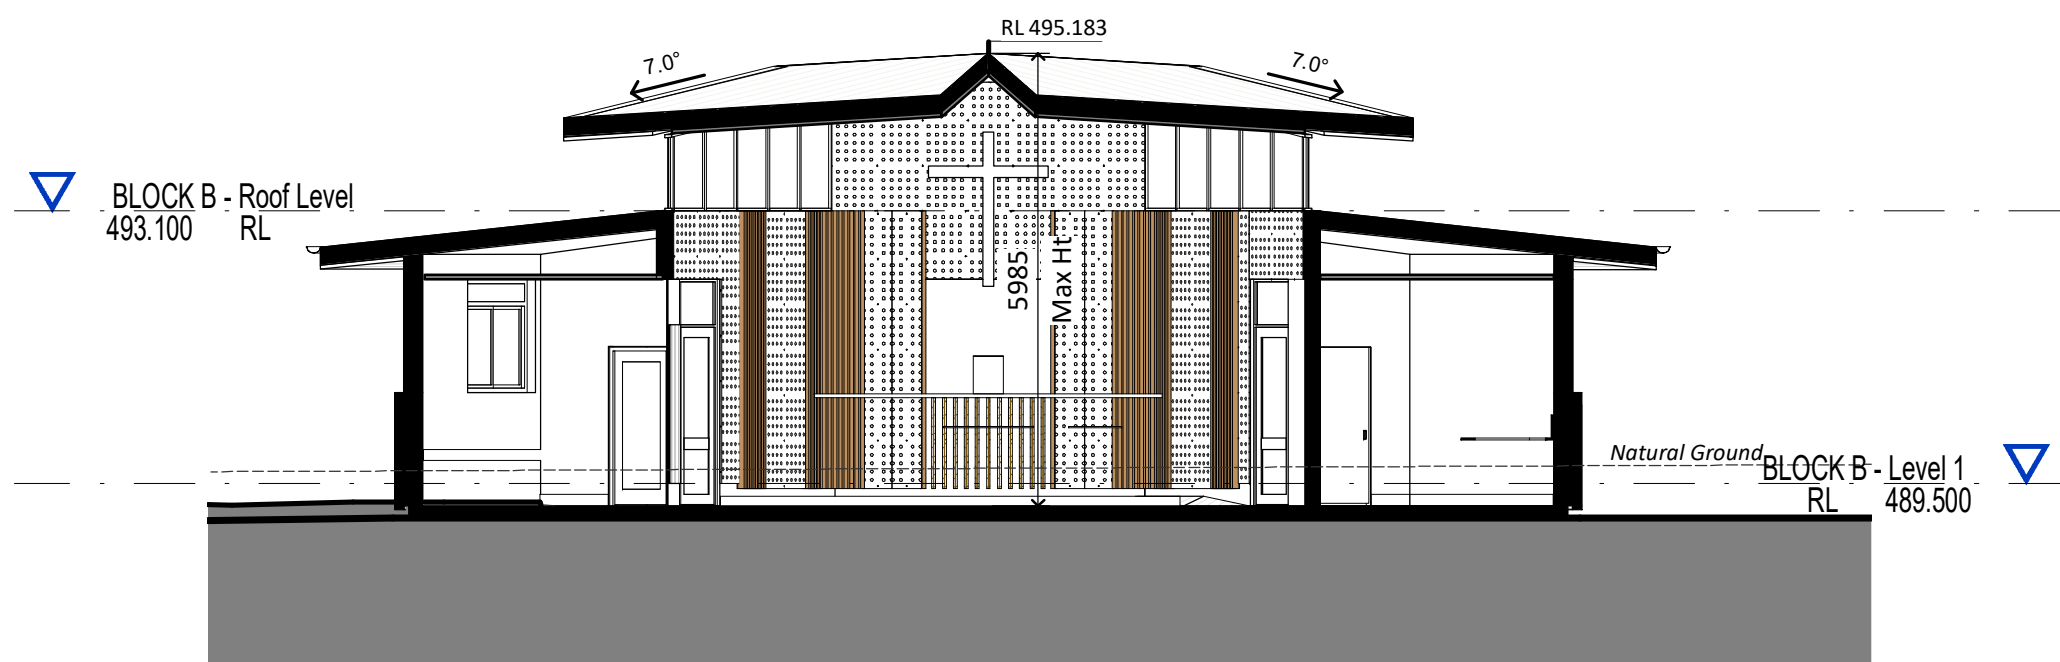 RL 495.183
7.0°
7.0°
BLOCK B - Roof Level
493.100 RL
5985
Max Ht
Natural Ground
BLOCK B - Level 1
RL 489.500